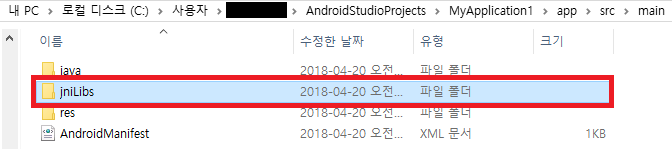 내 PC > 로컬 디스크 (C:) > 사용자 > > AndroidStudioProjects > MyApplication1 > app > src > main
이름 수정한 날짜 유형 크기
java 2018-04-20 오전... 파일 폴더
jniLibs 2018-04-20 오전... 파일 폴더
res 2018-04-20 오전... 파일 폴더
AndroidManifest 2018-04-20 오전... XML 문서 1KB